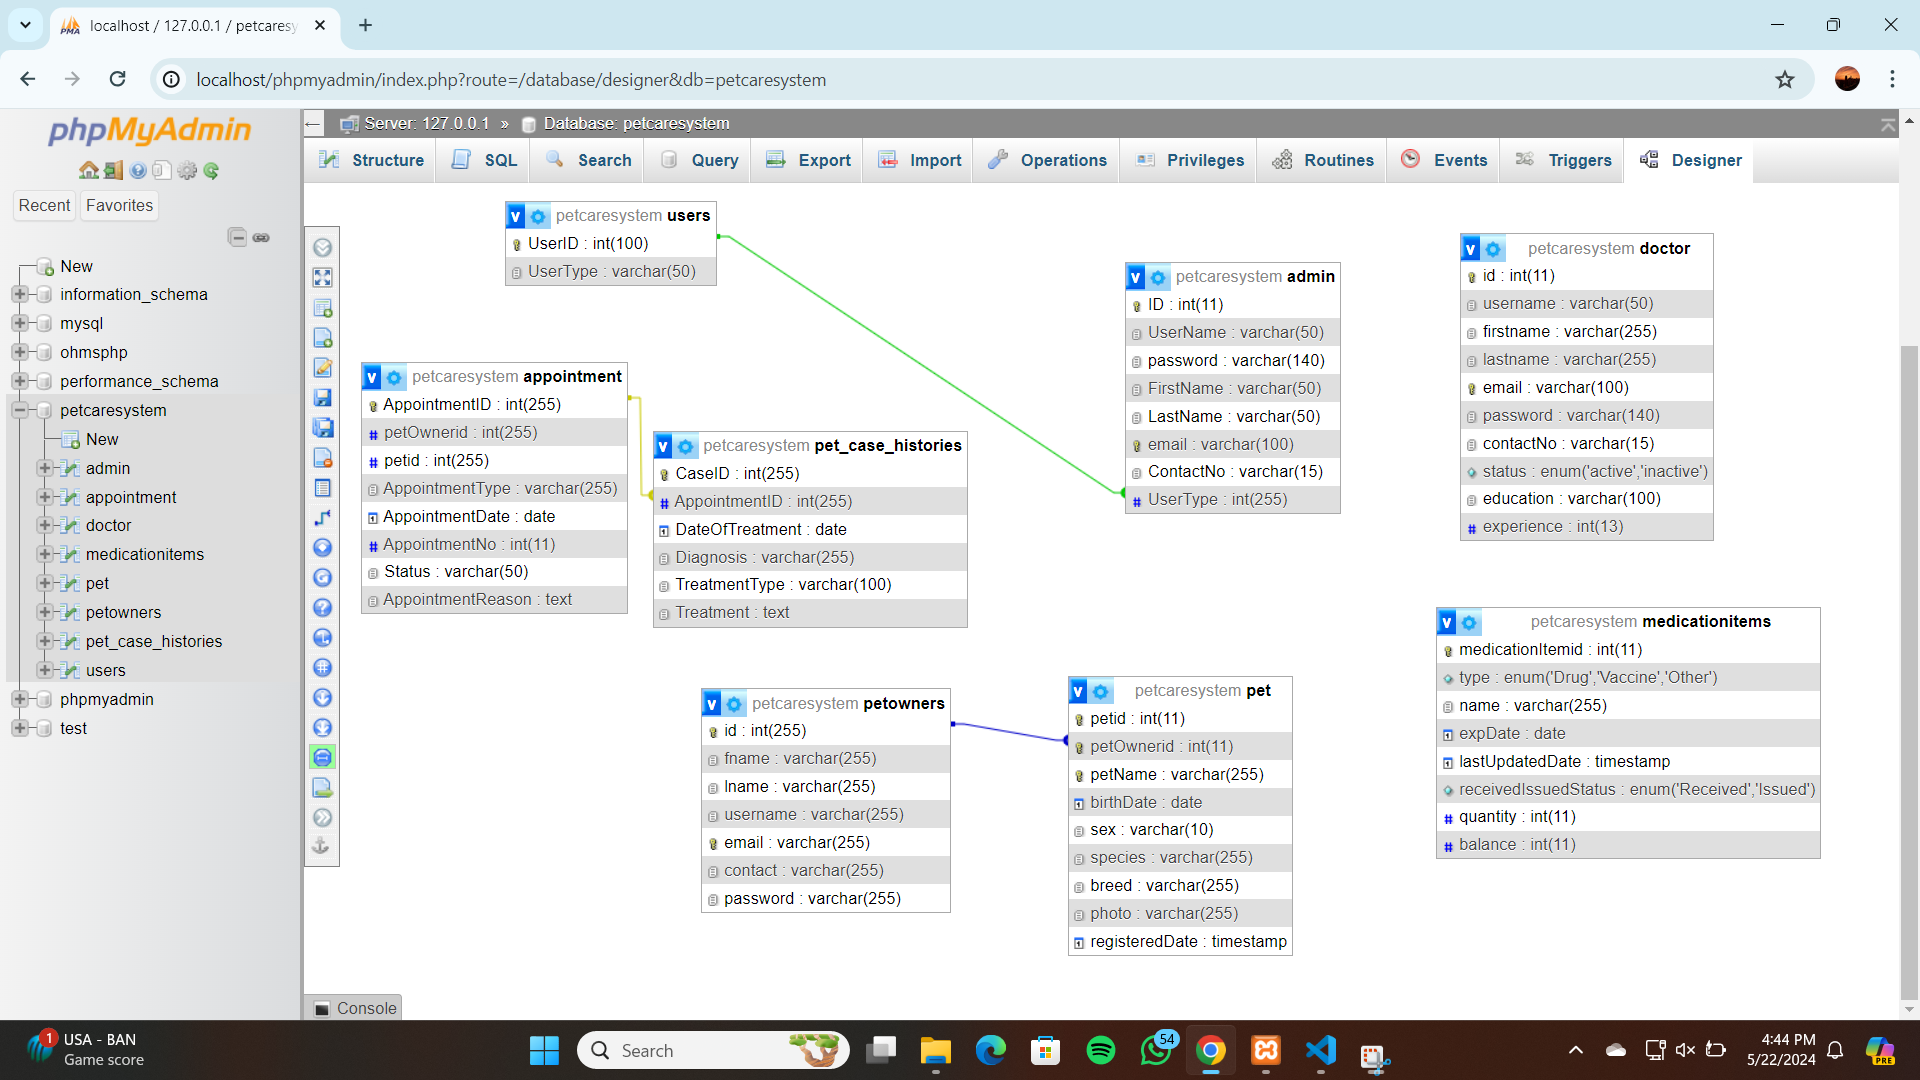 localhost / 127.0.0.1 / petcaresy
localhost/phpmyadmin/index.php?route=/database/designer&db=petcaresystem
phpMyAdmin
Recent
Favorites
New
information_schema
mysql
ohmsphp
performance_schema
petcaresystem
New
admin
appointment
doctor
medicationitems
pet
petowners
pet_case_histories
users
phpmyadmin
test
Server: 127.0.0.1 » Database: petcaresystem
Structure
SQL
Search
Query
Export
Import
Operations
Privileges
Routines
Events
Triggers
Designer
petcaresystem users
UserID : int(100)
UserType : varchar(50)
petcaresystem appointment
AppointmentID : int(255)
petOwnerid : int(255)
petid : int(255)
AppointmentType : varchar(255)
AppointmentDate : date
AppointmentNo : int(11)
Status : varchar(50)
AppointmentReason : text
petcaresystem pet_case_histories
CaseID : int(255)
AppointmentID : int(255)
DateOfTreatment : date
Diagnosis : varchar(255)
TreatmentType : varchar(100)
Treatment : text
petcaresystem admin
ID : int(11)
UserName : varchar(50)
password : varchar(140)
FirstName : varchar(50)
LastName : varchar(50)
email : varchar(100)
ContactNo : varchar(15)
UserType : int(255)
petcaresystem doctor
id : int(11)
username : varchar(50)
firstname : varchar(255)
lastname : varchar(255)
email : varchar(100)
password : varchar(140)
contactNo : varchar(15)
status : enum('active','inactive')
education : varchar(100)
experience : int(13)
petcaresystem petowners
id : int(255)
fname : varchar(255)
lname : varchar(255)
username : varchar(255)
email : varchar(255)
contact : varchar(255)
password : varchar(255)
petcaresystem pet
petid : int(11)
petOwnerid : int(11)
petName : varchar(255)
birthDate : date
sex : varchar(10)
species : varchar(255)
breed : varchar(255)
photo : varchar(255)
registeredDate : timestamp
petcaresystem medicationitems
medicationItemid : int(11)
type : enum('Drug','Vaccine','Other')
name : varchar(255)
expDate : date
lastUpdatedDate : timestamp
receivedIssuedStatus : enum('Received','Issued')
quantity : int(11)
balance : int(11)
Console
1
USA - BAN
Game score
Search
54
4:44 PM
5/22/2024
PRE